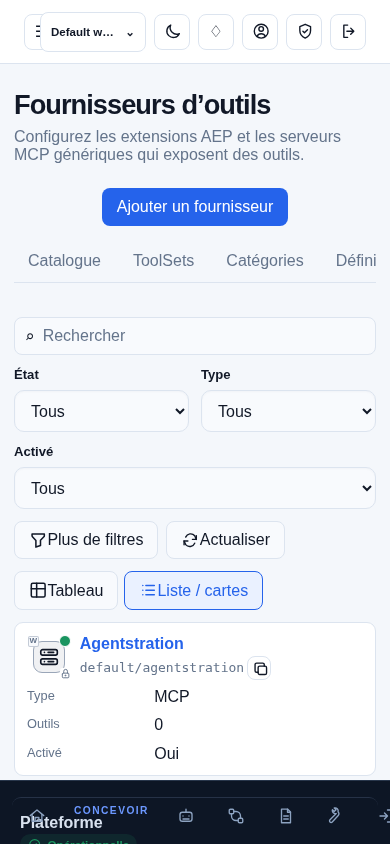 Default w...
Fournisseurs d'outils
Configurez les extensions AEP et les serveurs
MCP génériques qui exposent des outils.
Ajouter un fournisseur
Catalogue ToolSets Catégories Défini
Rechercher
État Type
Tous Tous
Activé
Tous
Plus de filtres Actualiser
Tableau Liste / cartes
W
Agentstration
default/agentstration
Type MCP
Outils 0
Activé Oui
CONCEVOIR
Plateforme
Opérationnelle